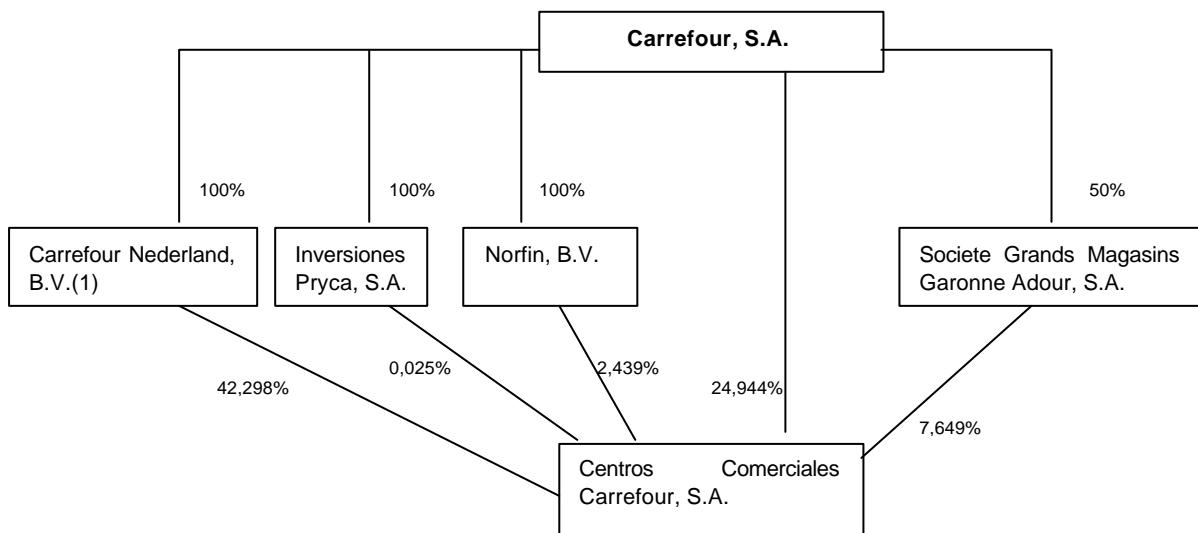 Carrefour, S.A.
100%
100%
100%
50%
Carrefour Nederland,
B.V.(1)
Inversiones
Pryca, S.A.
Norfin, B.V.
Societe Grands Magasins
Garonne Adour, S.A.
42,298%
0,025%
2,439%
24,944%
7,649%
Centros Comerciales
Carrefour, S.A.